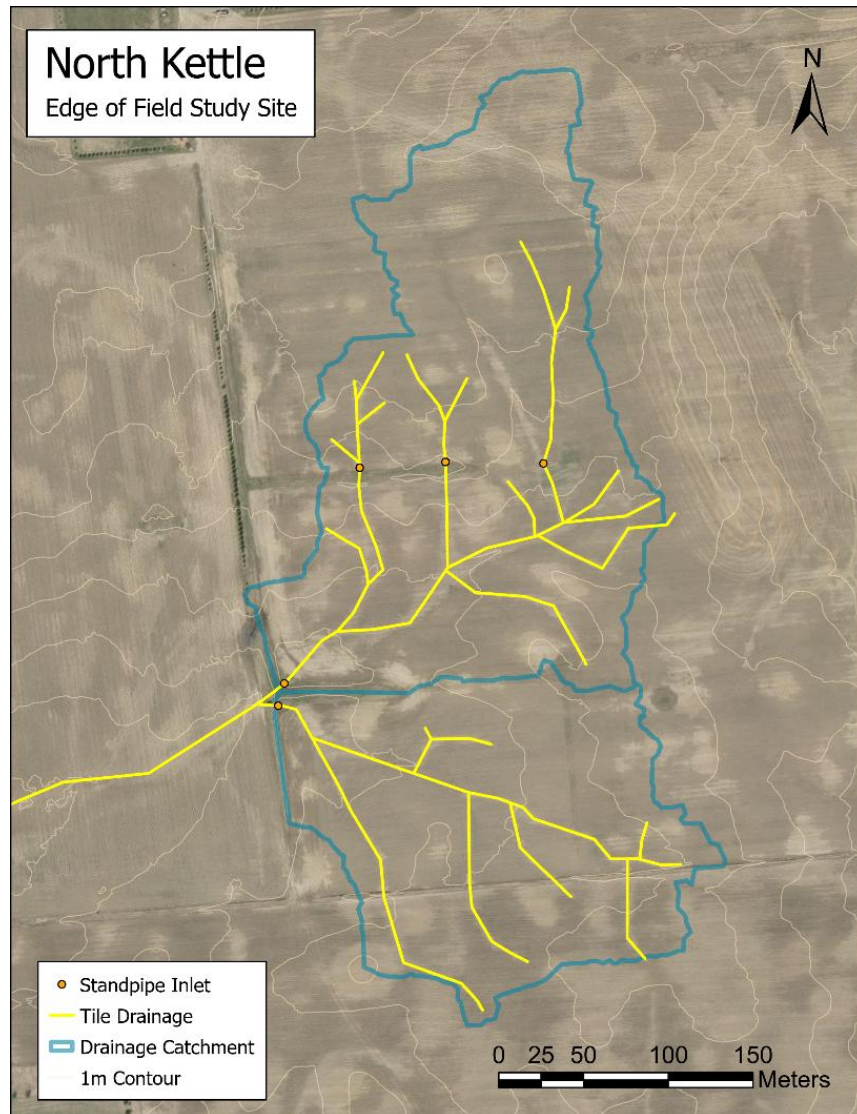 North Kettle
Edge of Field Study Site
N
Standpipe Inlet
Tile Drainage
Drainage Catchment
1m Contour
0 25 50 100 150
Meters